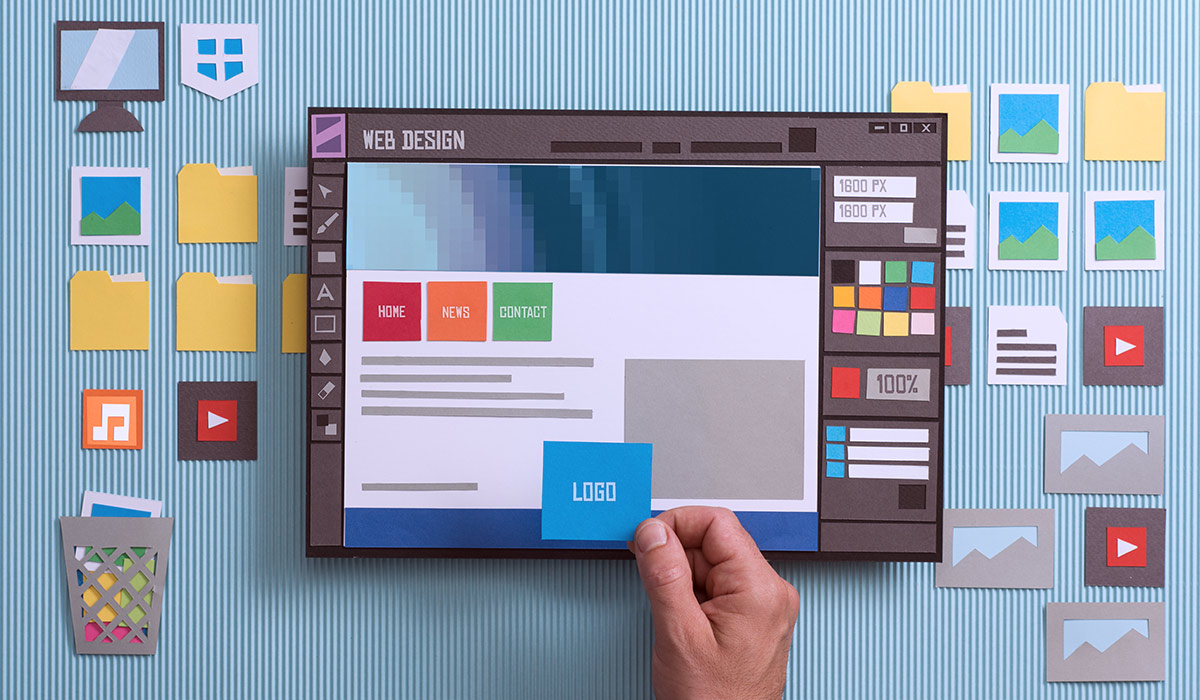 WEB DESIGN
1600 PX
1600 PX
HOME
NEWS
CONTACT
100%
LOGO